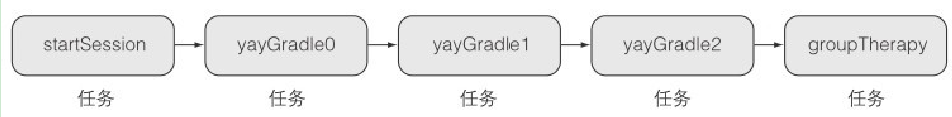 startSession yayGradle0 yayGradle1 yayGradle2 groupTherapy
任务 任务 任务 任务 任务